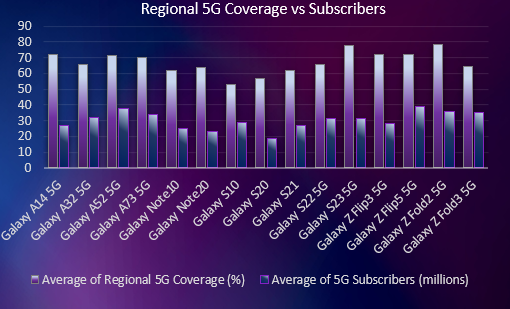 Regional 5G Coverage vs Subscribers
90
80
70
60
50
40
30
20
10
0
Galaxy A14 5G
Galaxy A32 5G
Galaxy A52 5G
Galaxy A73 5G
Galaxy Note10
Galaxy Note20
Galaxy S10
Galaxy S20
Galaxy S21
Galaxy S22 5G
Galaxy S23 5G
Galaxy Z Flip3 5G
Galaxy Z Flip5 5G
Galaxy Z Fold2 5G
Galaxy Z Fold3 5G
Average of Regional 5G Coverage (%)
Average of 5G Subscribers (millions)